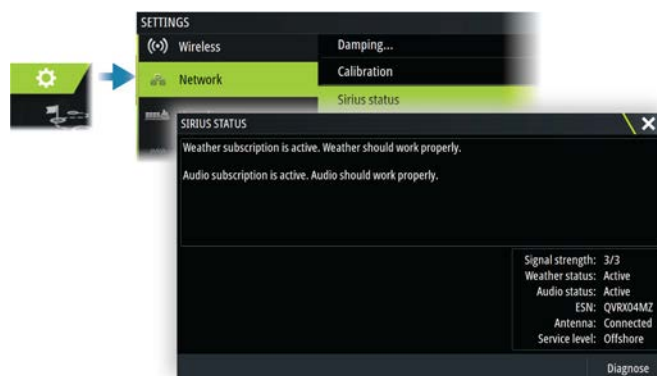 SETTINGS
Wireless
Damping...
Network
Calibration
Sirius status
SIRIUS STATUS
Weather subscription is active. Weather should work properly.
Audio subscription is active. Audio should work properly.
Signal strength: 3/3
Weather status: Active
Audio status: Active
ESN: QVRX04MZ
Antenna: Connected
Service level: Offshore
Diagnose